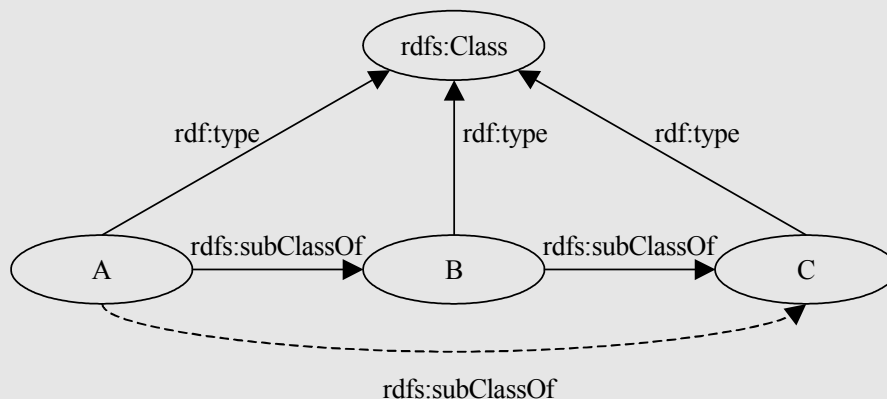 rdfs:Class
rdf:type
rdf:type
rdf:type
rdfs:subClassOf
rdfs:subClassOf
A
B
C
rdfs:subClassOf